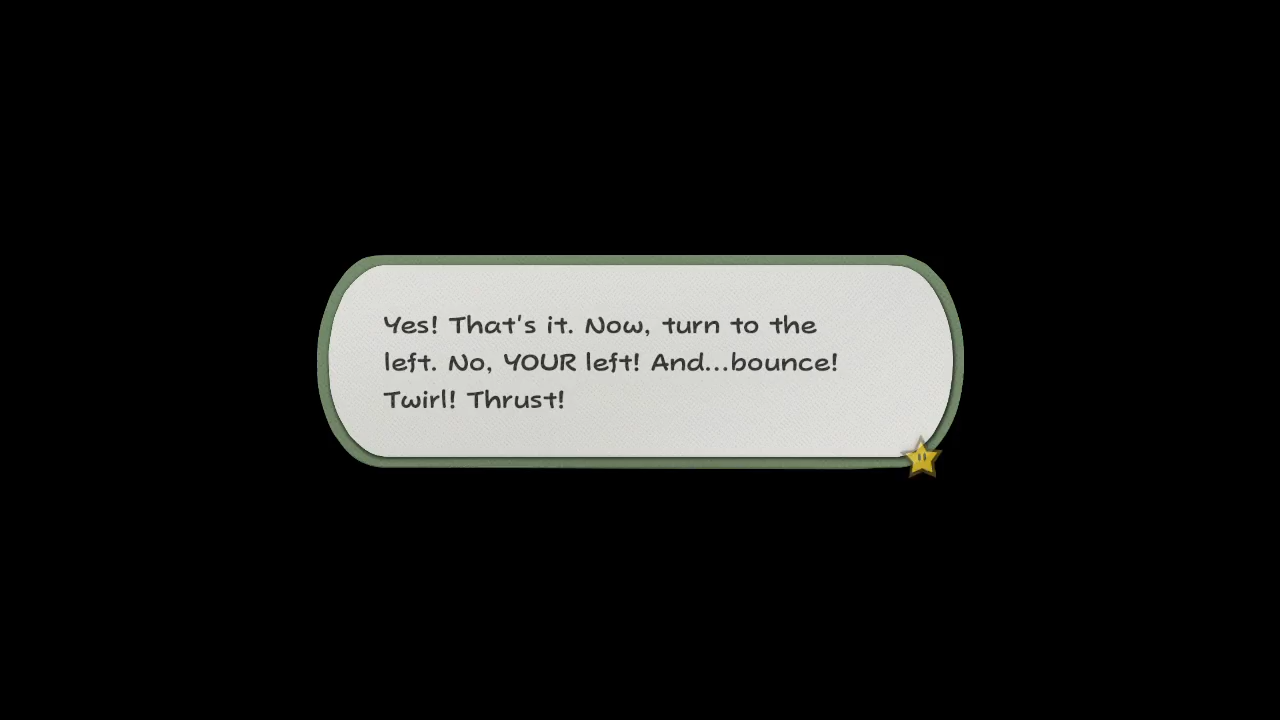 Yes! That's it. Now, turn to the
left. No, YOUR left! And...bounce!
Twirl! Thrust!